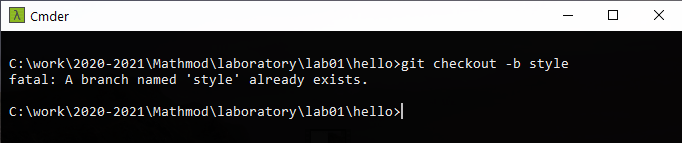 λ Cmder
C:\work\2020-2021\Mathmod\laboratory\lab01\hello>git checkout -b style
fatal: A branch named 'style' already exists.
C:\work\2020-2021\Mathmod\laboratory\lab01\hello>